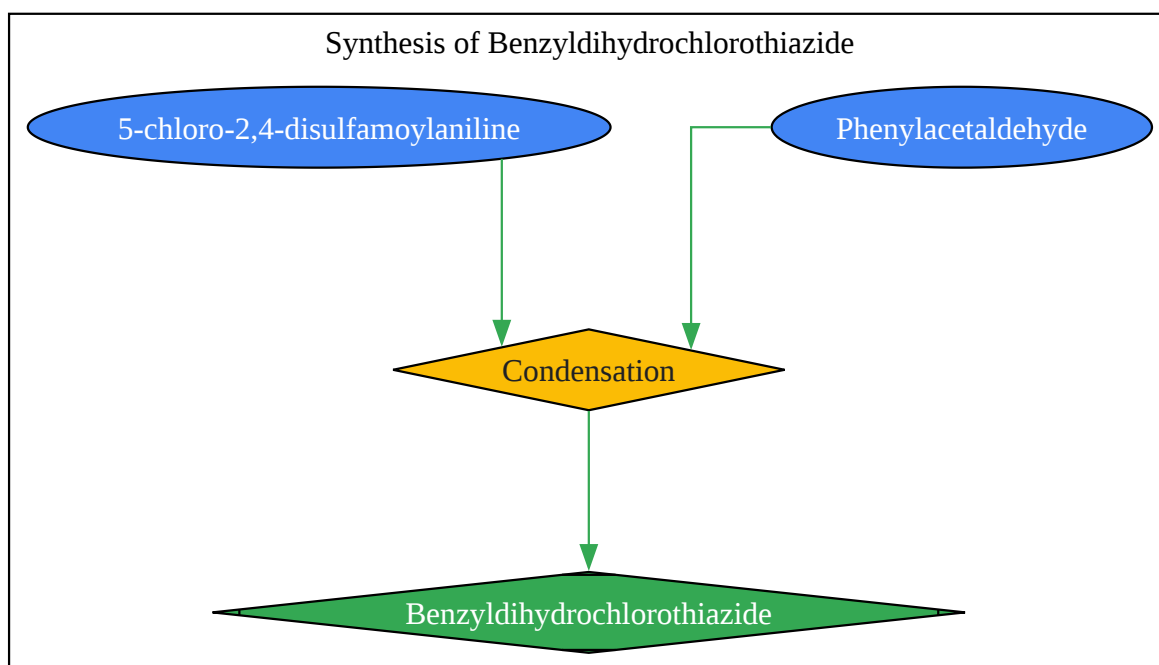 Synthesis of Benzyldihydrochlorothiazide
5-chloro-2,4-disulfamoylaniline
Phenylacetaldehyde
Condensation
Benzyldihydrochlorothiazide